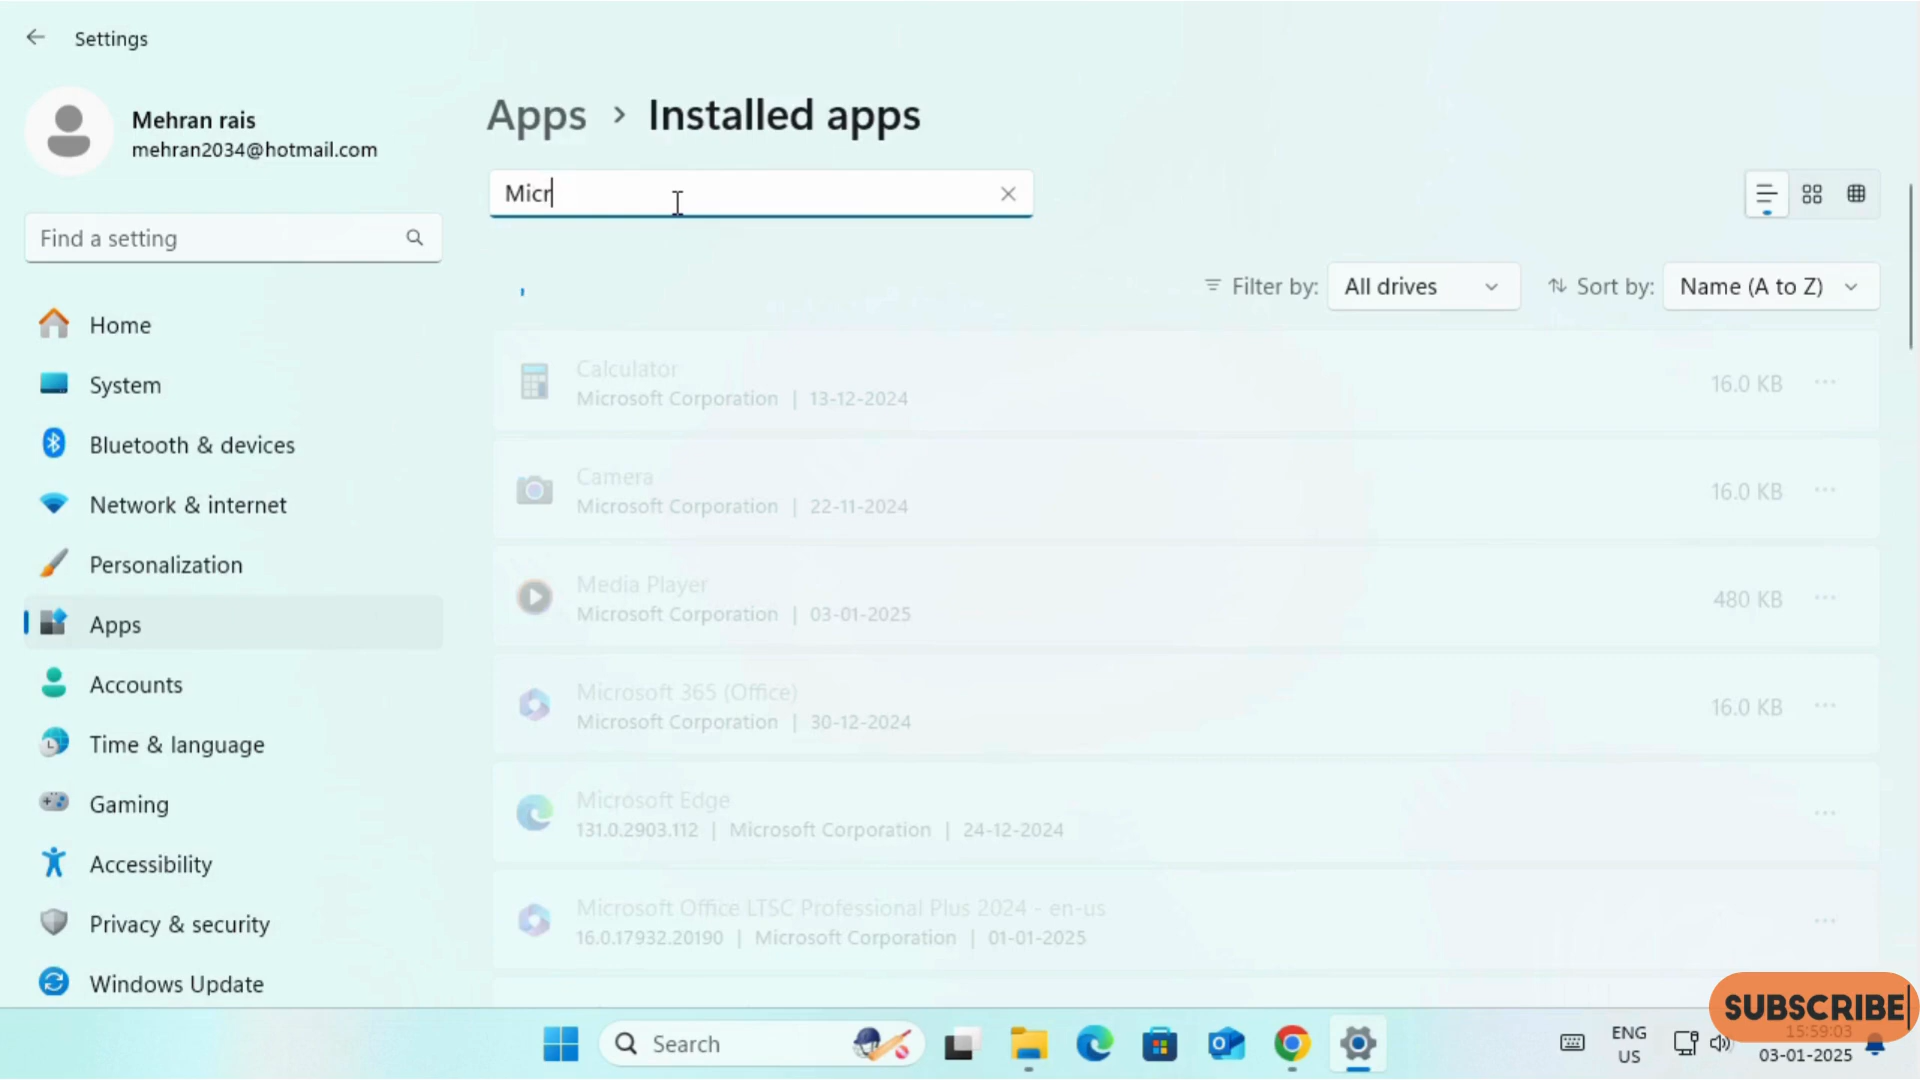 Settings
Mehran rais
mehran2034@hotmail.com
Find a setting
Home
System
Bluetooth & devices
Network & internet
Personalization
Apps
Accounts
Time & language
Gaming
Accessibility
Privacy & security
Windows Update
Apps > Installed apps
Micr
Filter by: All drives Sort by: Name (A to Z)
Calculator
Microsoft Corporation | 13-12-2024
16.0 KB
Camera
Microsoft Corporation | 22-11-2024
16.0 KB
Media Player
Microsoft Corporation | 03-01-2025
480 KB
Microsoft 365 (Office)
Microsoft Corporation | 30-12-2024
16.0 KB
Microsoft Edge
131.0.2903.112 | Microsoft Corporation | 24-12-2024
Microsoft Office LTSC Professional Plus 2024 - en-us
16.0.17932.20190 | Microsoft Corporation | 01-01-2025
SUBSCRIBE
Search
ENG
US
15:59:03
03-01-2025